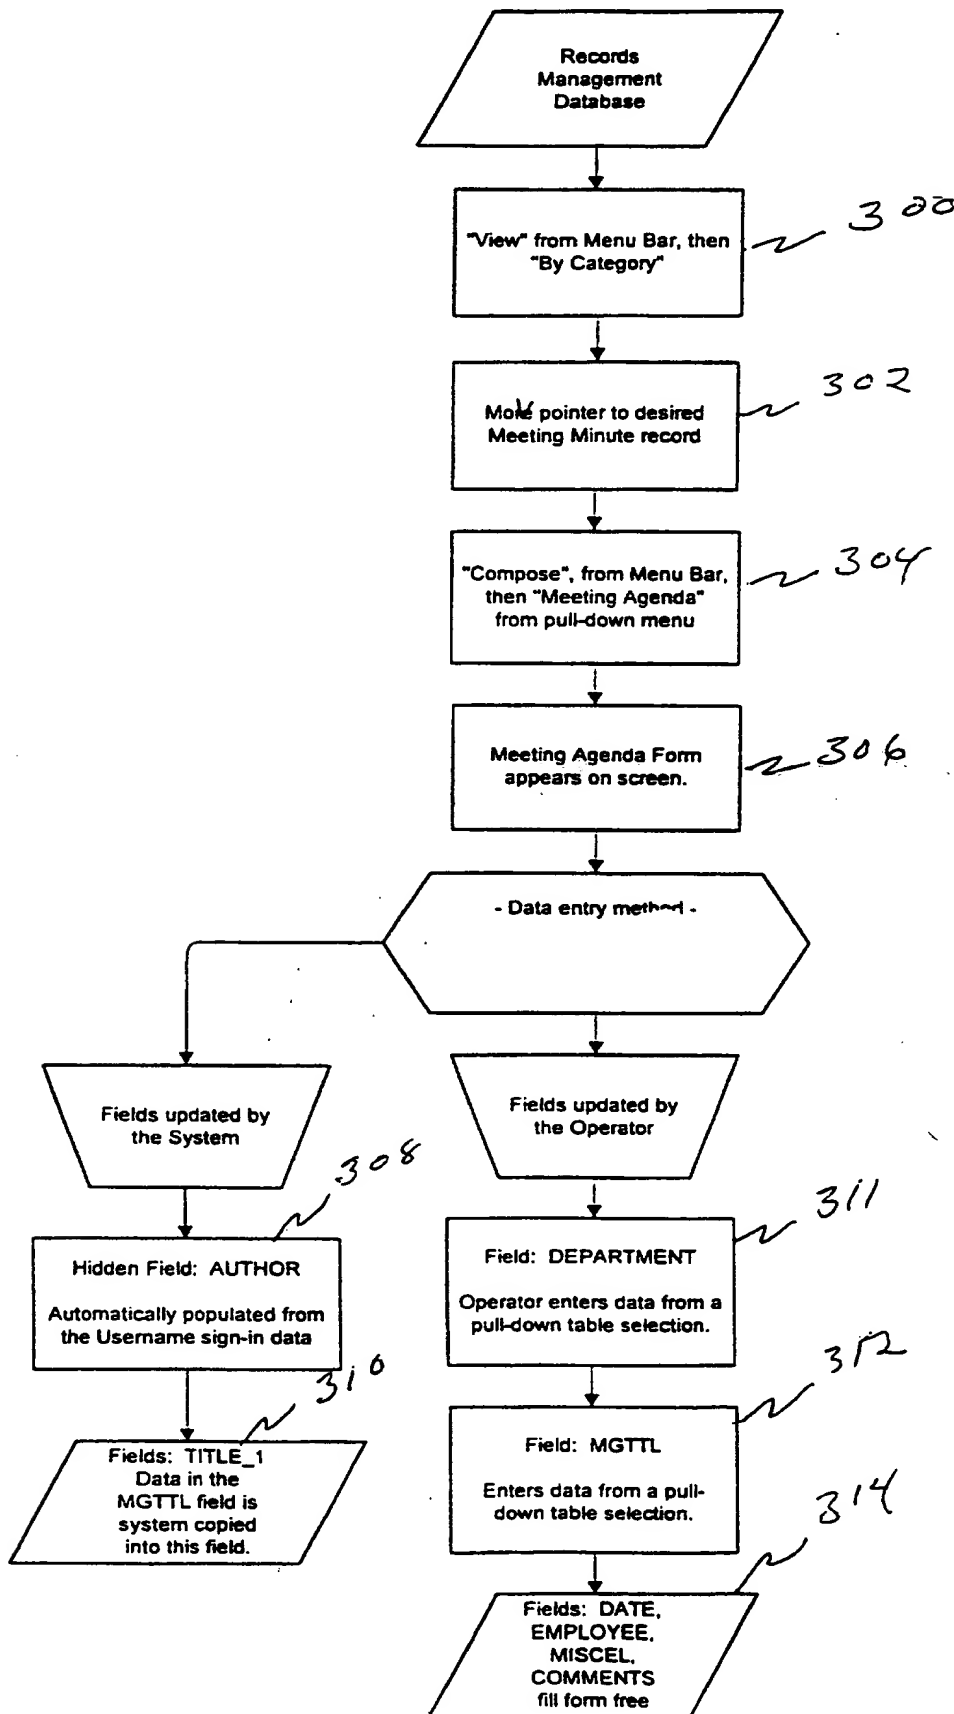 Records
Management
Database
"View" from Menu Bar, then
"By Category"
300
Move pointer to desired
Meeting Minute record
302
"Compose", from Menu Bar,
then "Meeting Agenda"
from pull-down menu
304
Meeting Agenda Form
appears on screen.
306
- Data entry method -
Fields updated by
the System
Fields updated by
the Operator
308
Hidden Field: AUTHOR
Automatically populated from
the Username sign-in data
311
Field: DEPARTMENT
Operator enters data from a
pull-down table selection.
310
Fields: TITLE_1
Data in the
MGTTL field is
system copied
into this field.
312
Field: MGTTL
Enters data from a pull-
down table selection.
314
Fields: DATE,
EMPLOYEE,
MISCEL,
COMMENTS
fill form free